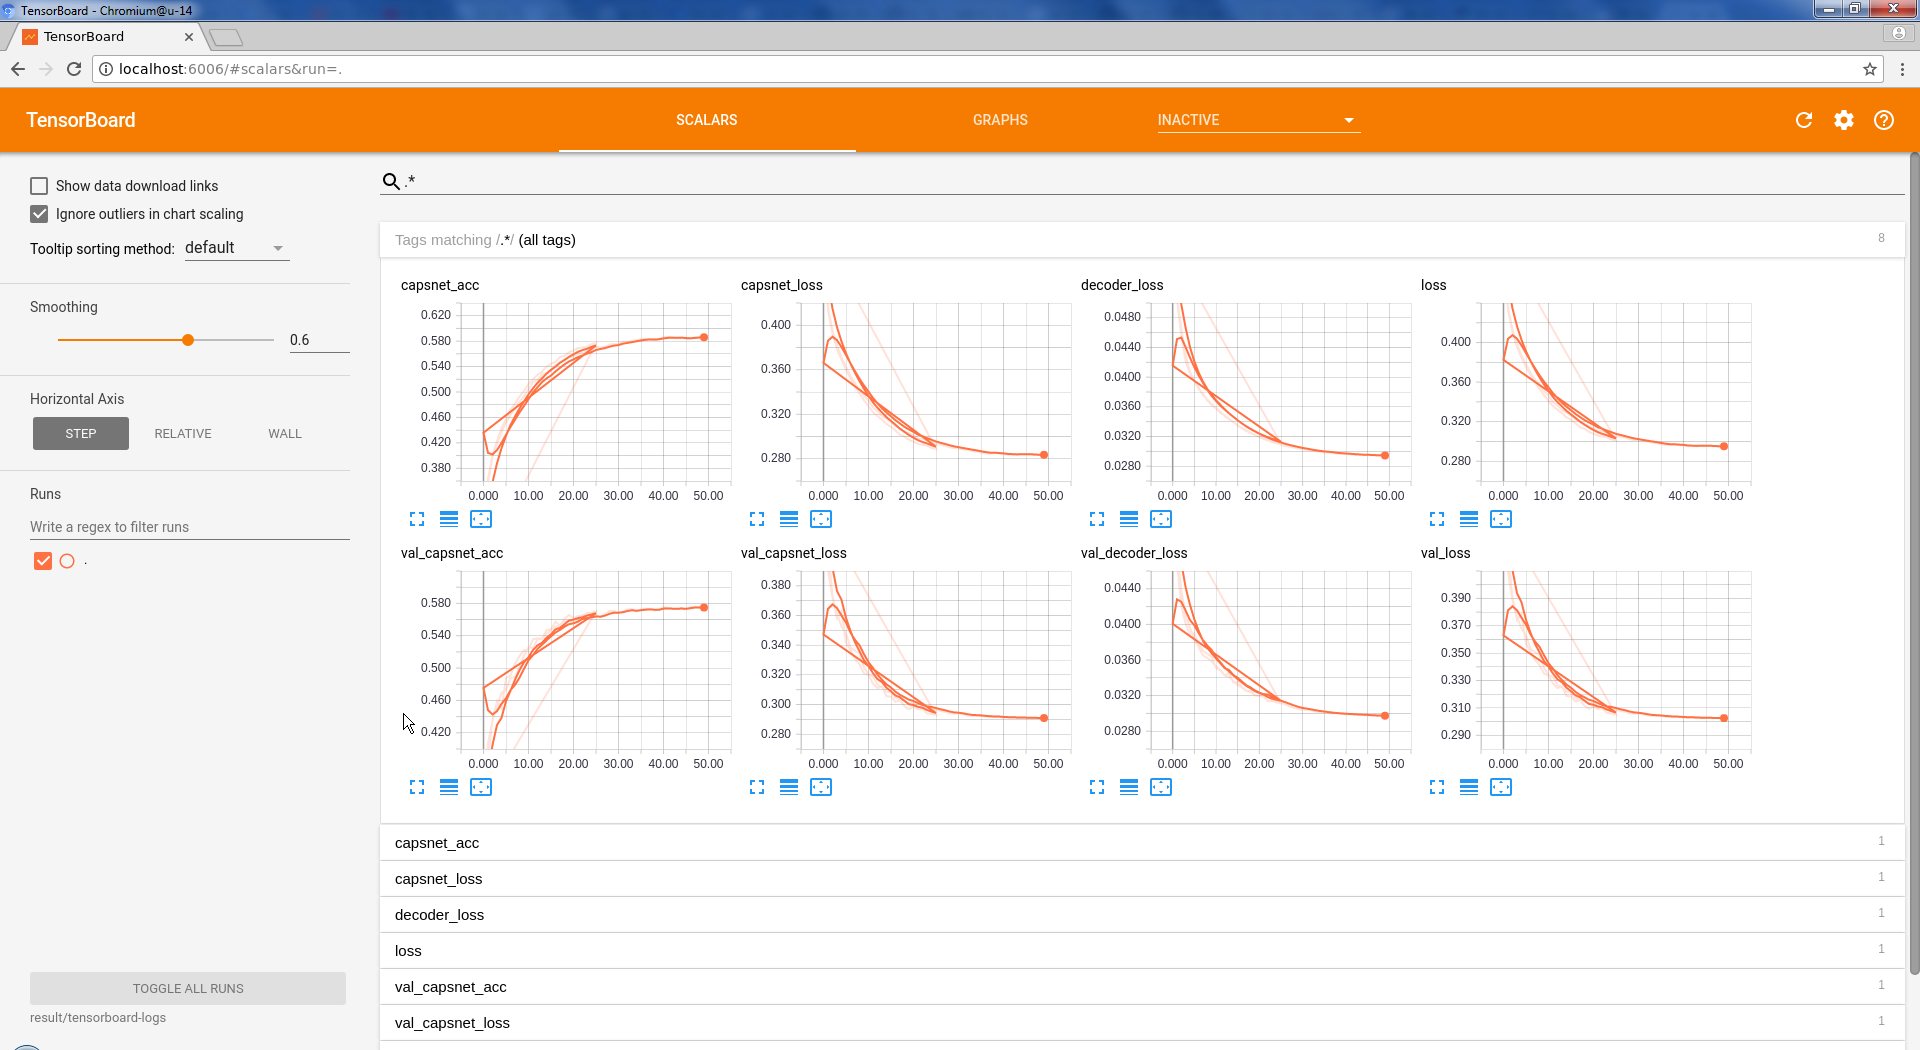 TensorBoard - Chromium@u-14
TensorBoard
localhost:6006/#scalars&run=.
TensorBoard
SCALARS
GRAPHS
INACTIVE
Show data download links
Ignore outliers in chart scaling
Tooltip sorting method: default
Smoothing
0.6
Horizontal Axis
STEP RELATIVE WALL
Runs
Write a regex to filter runs
.
TOGGLE ALL RUNS
result/tensorboard-logs
.*
Tags matching /.*/ (all tags) 8
capsnet_acc
0.620
0.580
0.540
0.500
0.460
0.420
0.380
0.000 10.00 20.00 30.00 40.00 50.00
capsnet_loss
0.400
0.360
0.320
0.280
0.000 10.00 20.00 30.00 40.00 50.00
decoder_loss
0.0480
0.0440
0.0400
0.0360
0.0320
0.0280
0.000 10.00 20.00 30.00 40.00 50.00
loss
0.400
0.360
0.320
0.280
0.000 10.00 20.00 30.00 40.00 50.00
val_capsnet_acc
0.580
0.540
0.500
0.460
0.420
0.000 10.00 20.00 30.00 40.00 50.00
val_capsnet_loss
0.380
0.360
0.340
0.320
0.300
0.280
0.000 10.00 20.00 30.00 40.00 50.00
val_decoder_loss
0.0440
0.0400
0.0360
0.0320
0.0280
0.000 10.00 20.00 30.00 40.00 50.00
val_loss
0.390
0.370
0.350
0.330
0.310
0.290
0.000 10.00 20.00 30.00 40.00 50.00
capsnet_acc 1
capsnet_loss 1
decoder_loss 1
loss 1
val_capsnet_acc 1
val_capsnet_loss 1